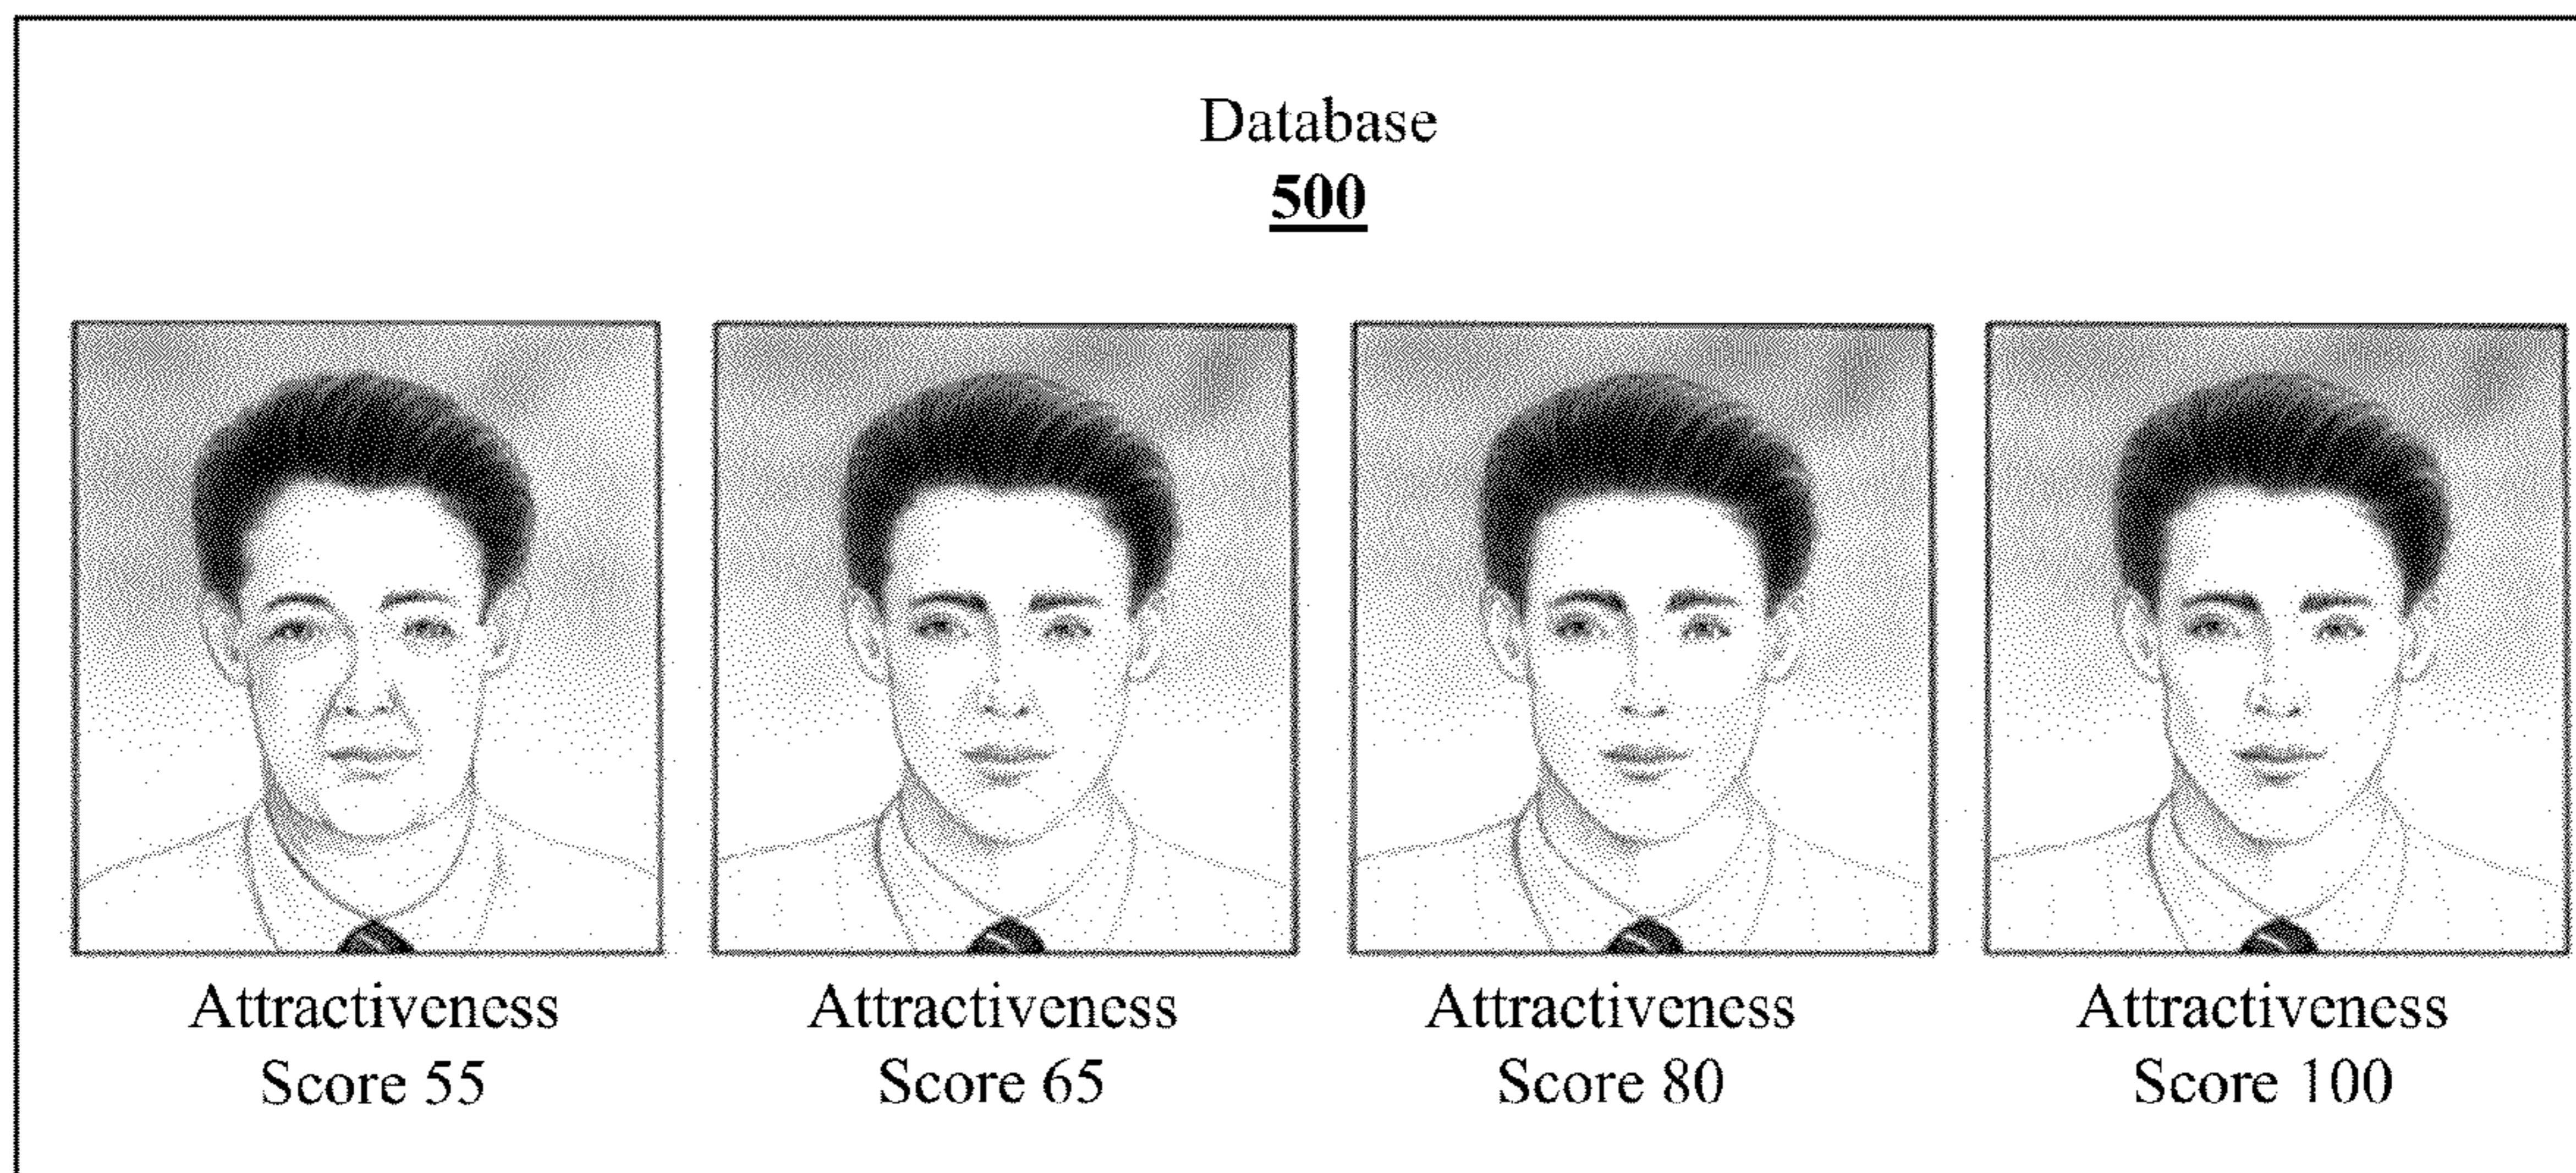 Database
500
Attractiveness
Score 55
Attractiveness
Score 65
Attractiveness
Score 80
Attractiveness
Score 100